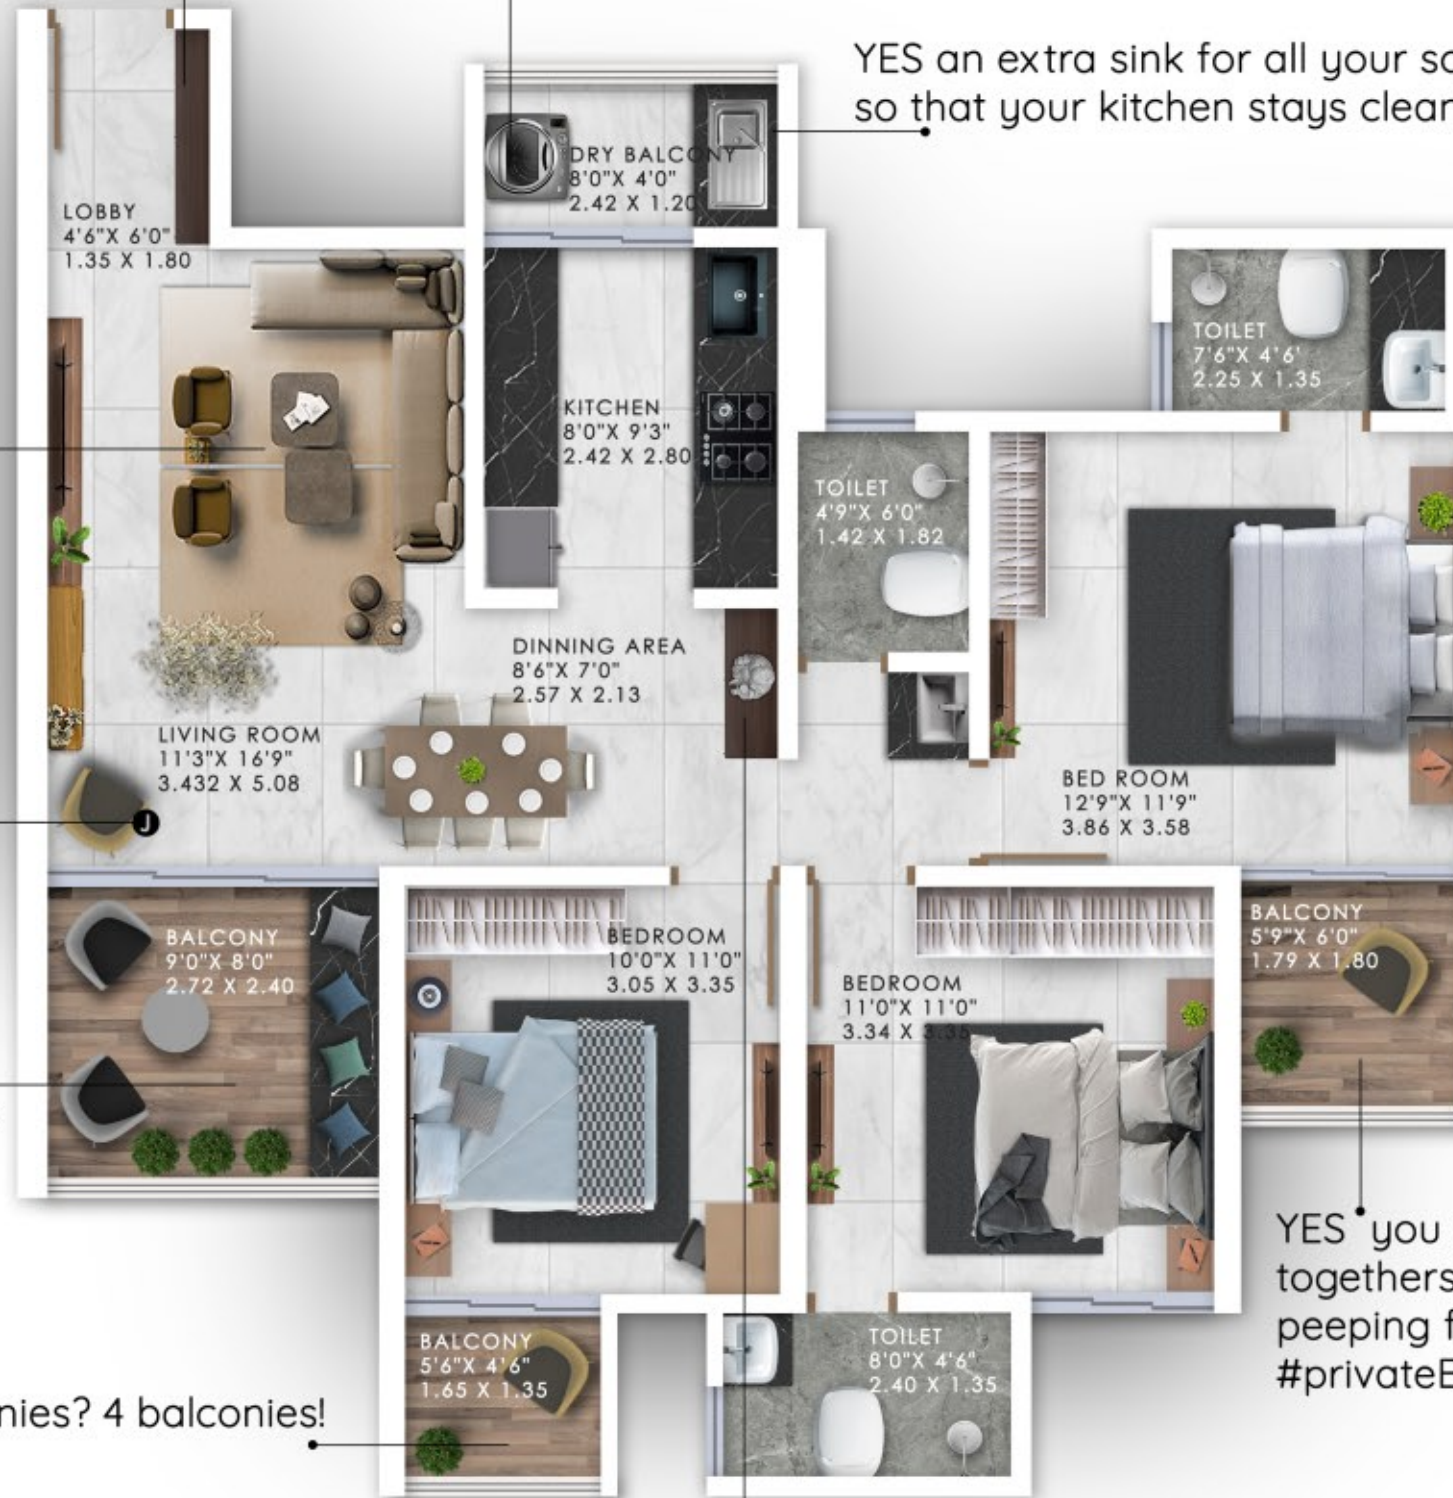 YES an extra sink for all your
so that your kitchen stays
DRY BALCONY
8'0"X 4'0"
2.42 X 1.20
LOBBY
4'6"X 6'0"
1.35 X 1.80
TOILET
7'6"X 4'6'
2.25 X 1.35
KITCHEN
8'0"X 9'3"
2.42 X 2.80
TOILET
4'9"X 6'0"
1.42 X 1.82
DINNING AREA
8'6"X 7'0"
2.57 X 2.13
LIVING ROOM
11'3"X 16'9"
3.432 X 5.08
J
BED ROOM
12'9"X 11'9"
3.86 X 3.58
BALCONY
9'0"X 8'0"
2.72 X 2.40
BEDROOM
10'0"X 11'0"
3.05 X 3.35
BEDROOM
11'0"X 11'0"
3.34 X 3.35
BALCONY
5'9"X 6'0"
1.79 X 1.80
YES you
togethers
peeping
BALCONY
5'6"X 4'6"
1.65 X 1.35
TOILET
8'0"X 4'6"
2.40 X 1.35
4 balconies!